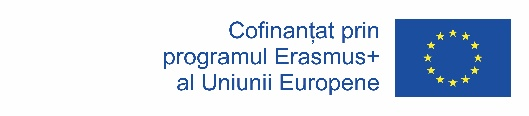 Cofinanțat prin
programul Erasmus+
al Uniunii Europene